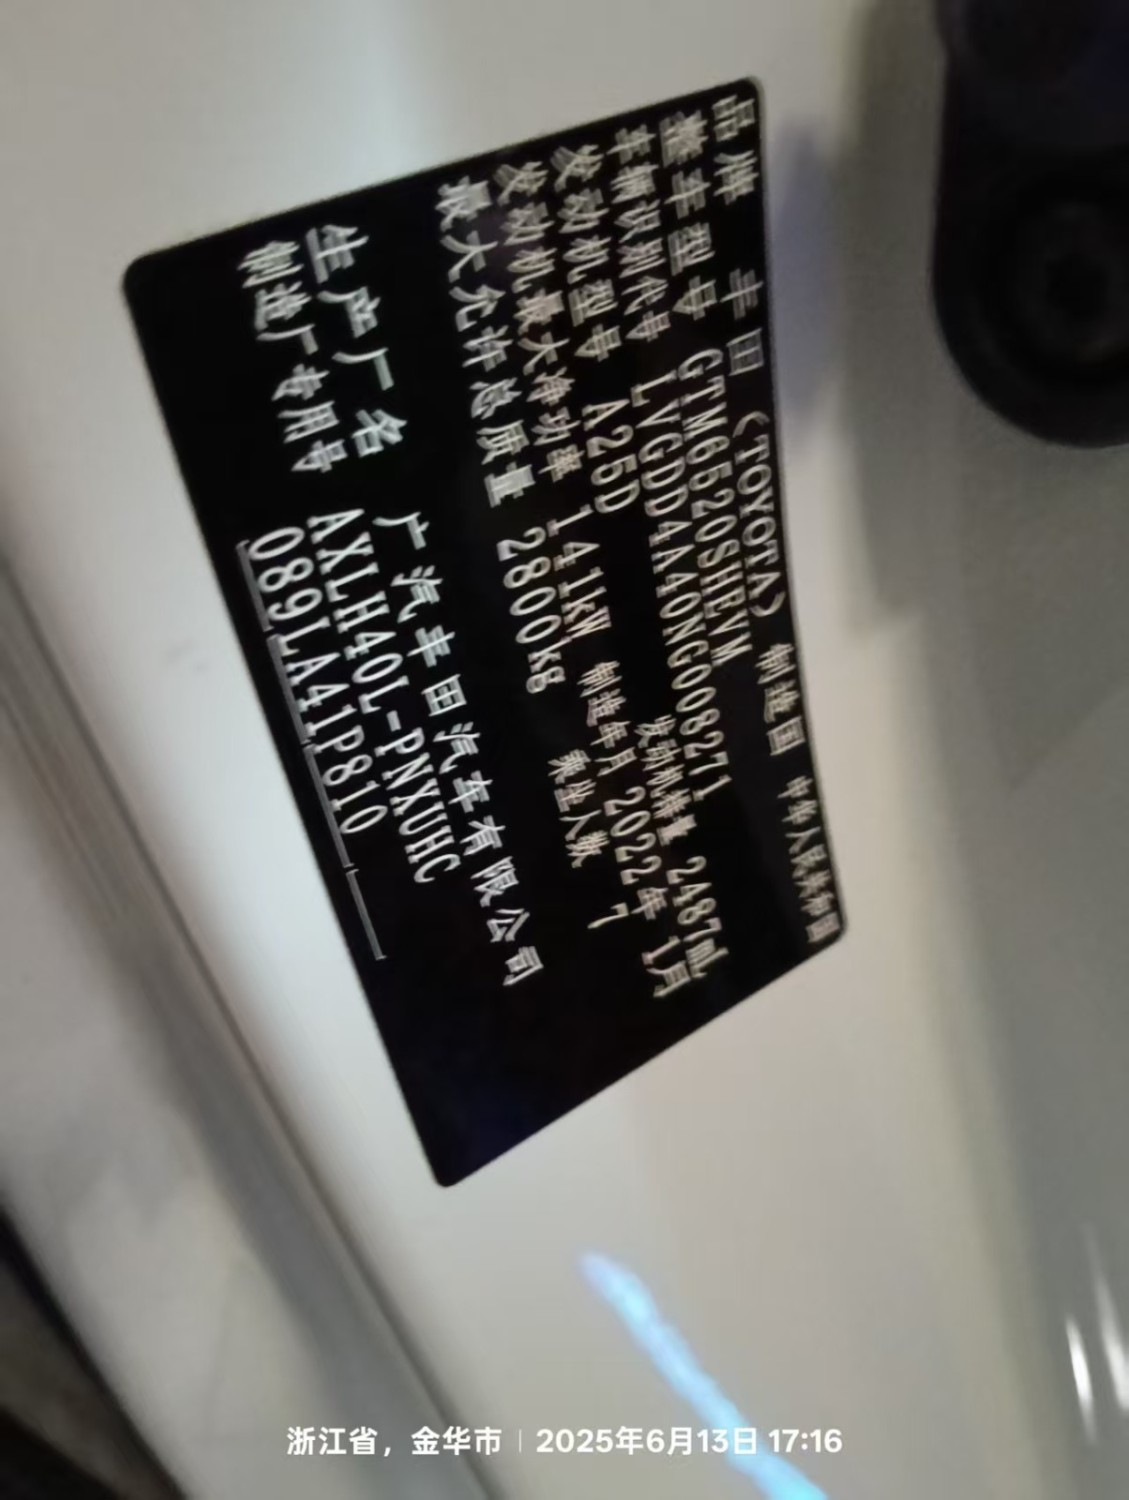 品牌 丰田(TOYOTA) 制造国 中华人民共和国
整车型号 GTM6520SHEVM
车辆识别代号 LVGDD4A40NG008271
发动机型号 A25D 发动机排量 2487mL
发动机最大净功率 141kW 制造年月 2022年 1月
最大允许总质量 2800kg 乘坐人数 7
生产厂名 广汽丰田汽车有限公司
制造厂专用号 AXLH40L-PNXUHC
089LA41P810
浙江省，金华市 | 2025年6月13日 17:16